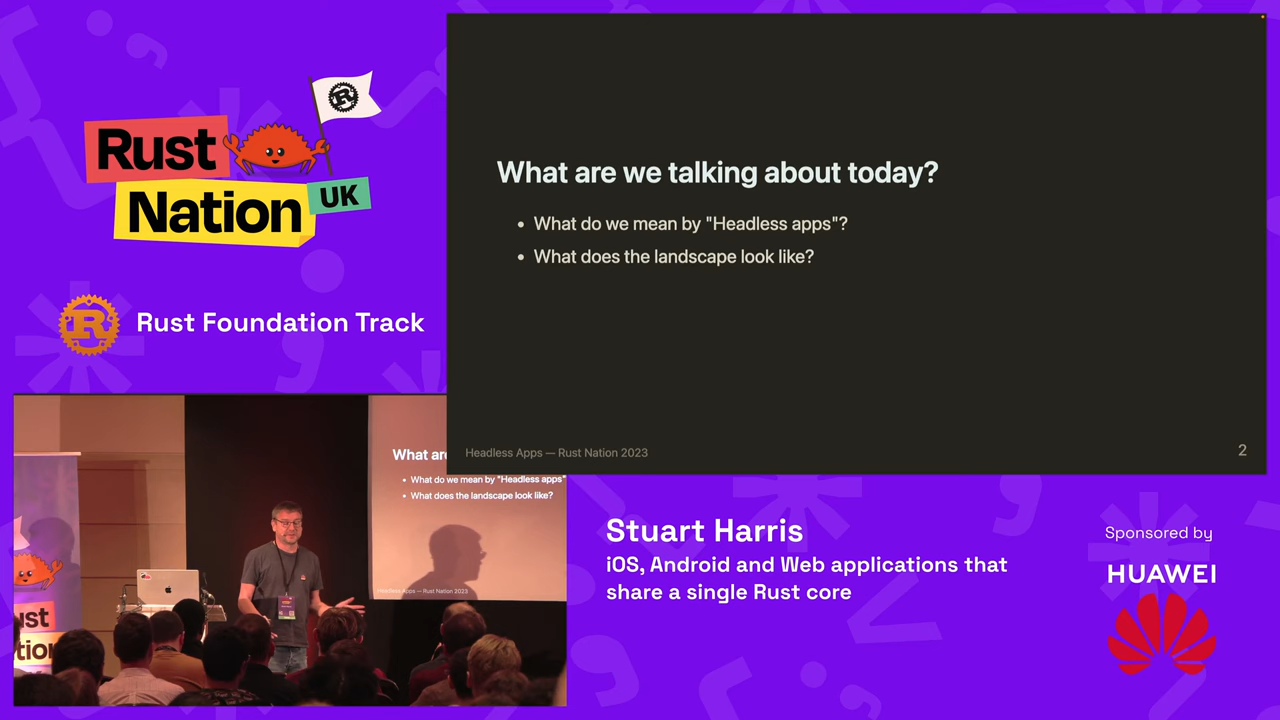 Rust
Nation
UK
Rust Foundation Track
What are we talking about today?
• What do we mean by "Headless apps"?
• What does the landscape look like?
Headless Apps — Rust Nation 2023
2
What are
• What do we mean by "Headless apps"
• What does the landscape look like?
Apps — Rust Nation 2023
ust
tion
Stuart Harris
iOS, Android and Web applications that
share a single Rust core
Sponsored by
HUAWEI